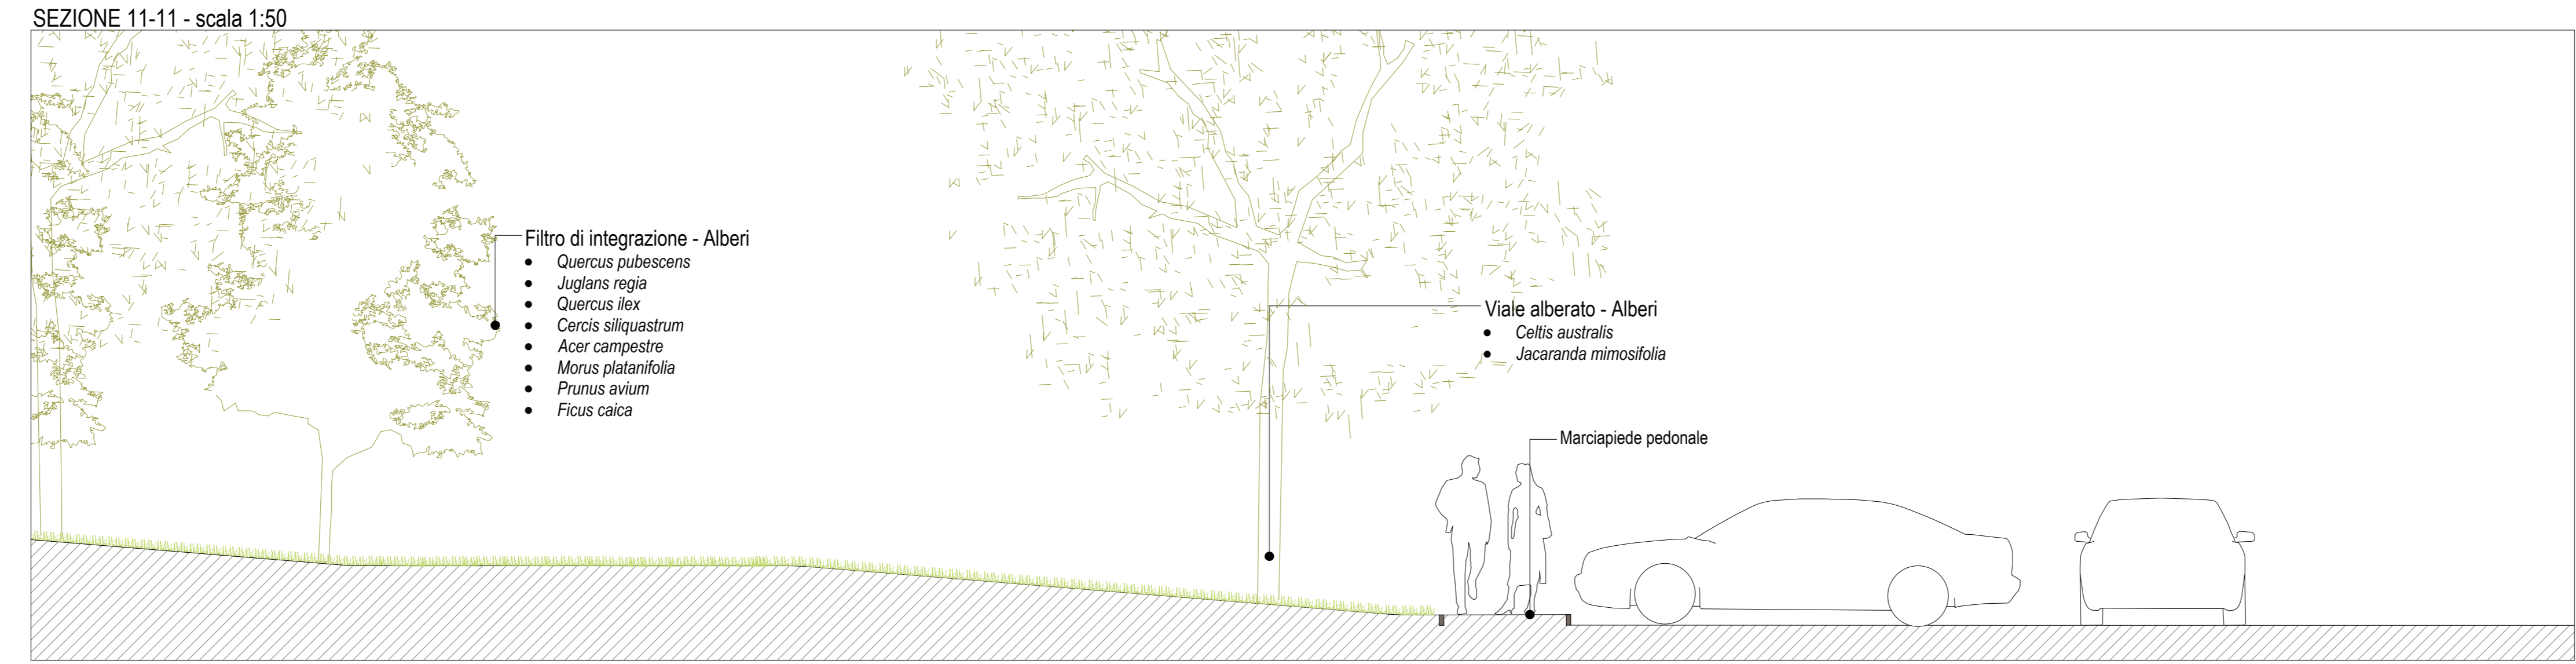 SEZIONE 11-11 - scala 1:50
Filtro di integrazione - Alberi
• Quercus pubescens
• Juglans regia
• Quercus ilex
• Cercis siliquastrum
• Acer campestre
• Morus platanifolia
• Prunus avium
• Ficus caica
Viale alberato - Alberi
• Celtis australis
• Jacaranda mimosifolia
Marciapiede pedonale